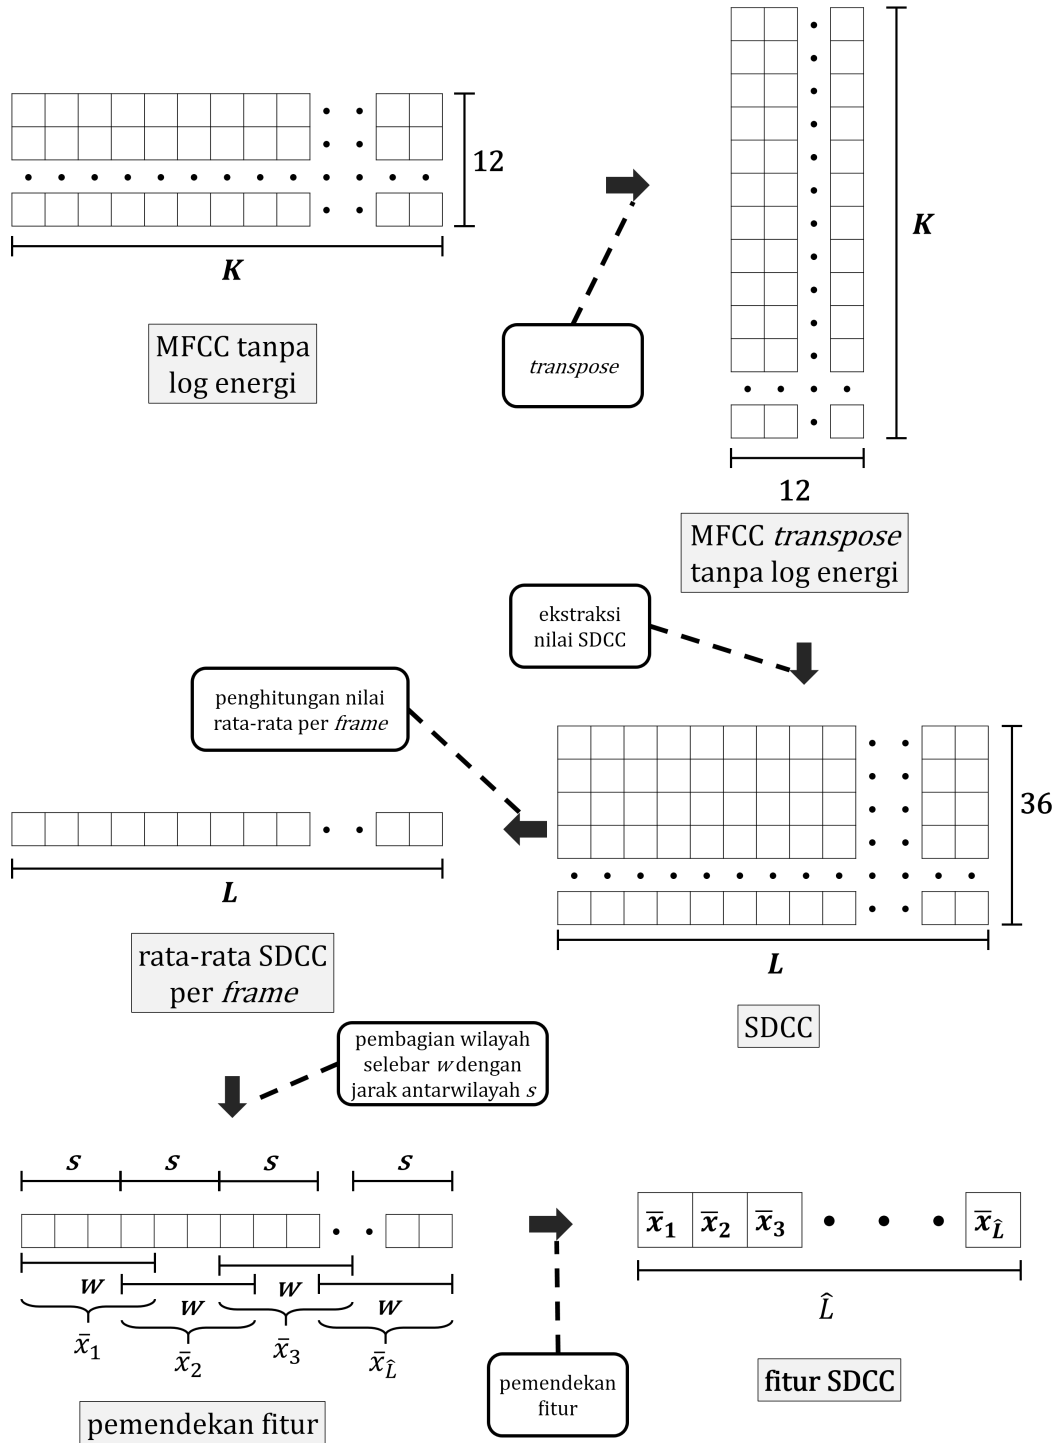 12
K
MFCC tanpa
log energi
transpose
K
12
MFCC transpose
tanpa log energi
ekstraksi
nilai SDCC
penghitungan nilai
rata-rata per frame
36
L
SDCC
L
rata-rata SDCC
per frame
pembagian wilayah
selebar w dengan
jarak antarwilayah s
s s s s
w w w w
x̄₁ x̄₂ x̄₃ x̄_L̂
pemendekan fitur
pemendekan
fitur
x̄₁ x̄₂ x̄₃ x̄_L̂
L̂
fitur SDCC